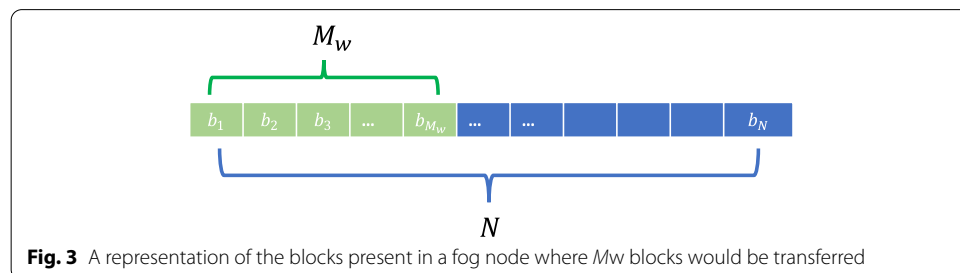 M_w
b_1 b_2 b_3 ... b_{M_w} ... ... b_N
N
Fig. 3 A representation of the blocks present in a fog node where Mw blocks would be transferred